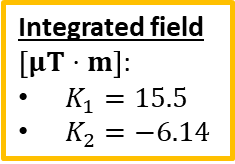 Integrated field
[μT · m]:
• K₁ = 15.5
• K₂ = −6.14